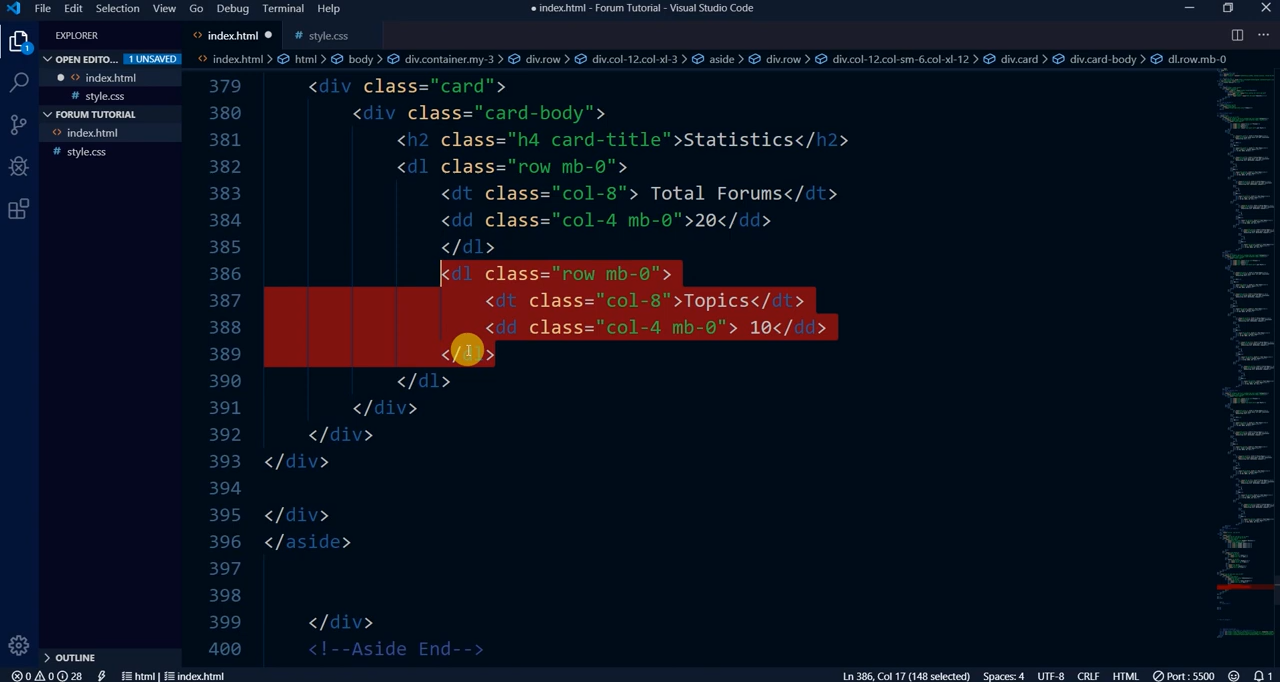 File Edit Selection View Go Debug Terminal Help
● index.html - Forum Tutorial - Visual Studio Code
EXPLORER
OPEN EDITO... 1 UNSAVED
index.html
style.css
FORUM TUTORIAL
index.html
style.css
OUTLINE
index.html ● style.css
index.html > html > body > div.container.my-3 > div.row > div.col-12.col-xl-3 > aside > div.row > div.col-12.col-sm-6.col-xl-12 > div.card > div.card-body > dl.row.mb-0
379 <div class="card">
380 <div class="card-body">
381 <h2 class="h4 card-title">Statistics</h2>
382 <dl class="row mb-0">
383 <dt class="col-8"> Total Forums</dt>
384 <dd class="col-4 mb-0">20</dd>
385 </dl>
386 <dl class="row mb-0">
387 <dt class="col-8">Topics</dt>
388 <dd class="col-4 mb-0"> 10</dd>
389 </dl>
390 </dl>
391 </div>
392 </div>
393 </div>
394
395 </div>
396 </aside>
397
398
399 </div>
400 <!--Aside End-->
0 0 28 html | index.html Ln 386, Col 17 (148 selected) Spaces: 4 UTF-8 CRLF HTML Port : 5500 1